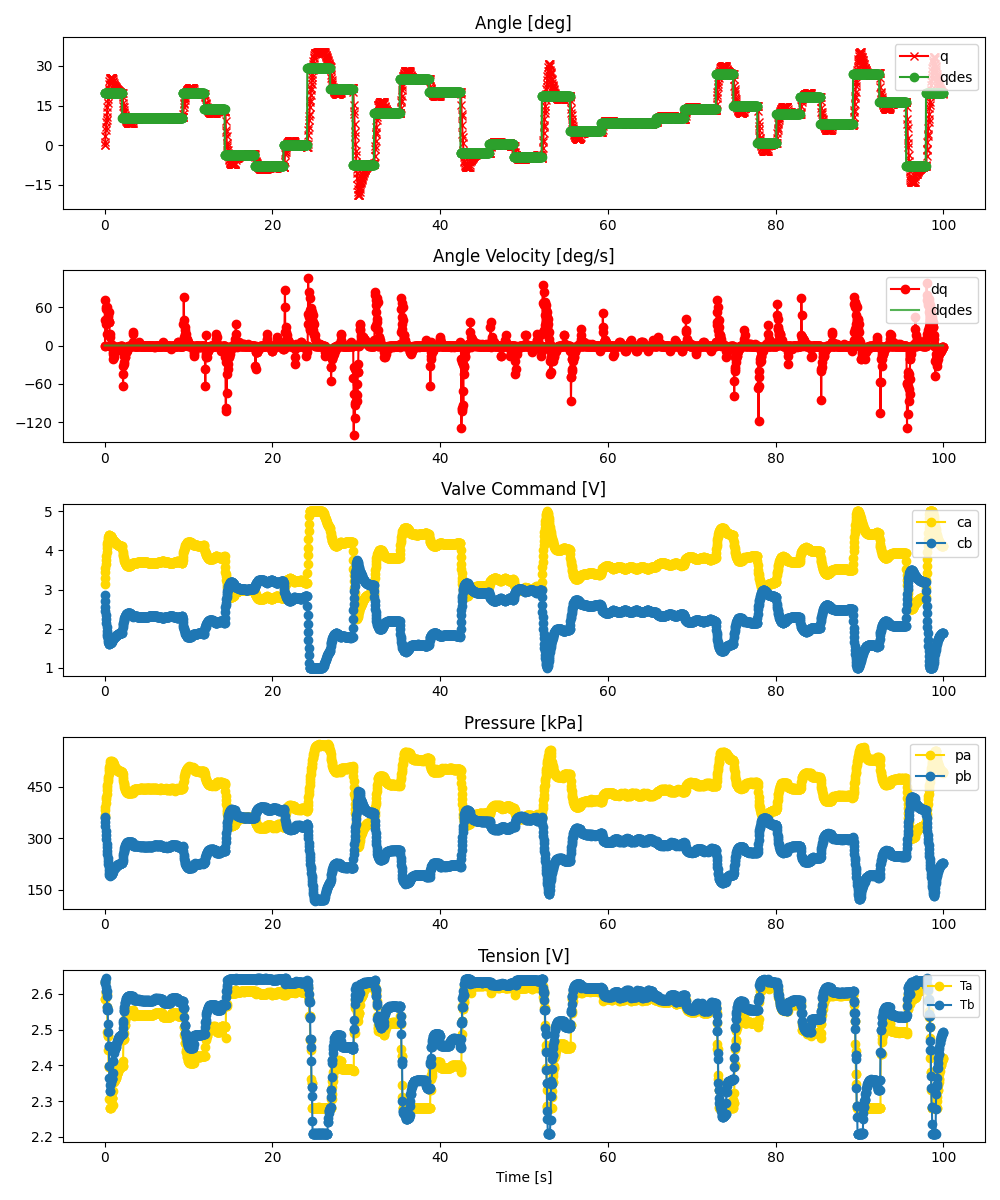 Angle [deg]
30
15
0
−15
q
qdes
0 20 40 60 80 100
Angle Velocity [deg/s]
60
0
−60
−120
dq
dqdes
0 20 40 60 80 100
Valve Command [V]
5
4
3
2
1
ca
cb
0 20 40 60 80 100
Pressure [kPa]
450
300
150
pa
pb
0 20 40 60 80 100
Tension [V]
2.6
2.5
2.4
2.3
2.2
Ta
Tb
0 20 40 60 80 100
Time [s]